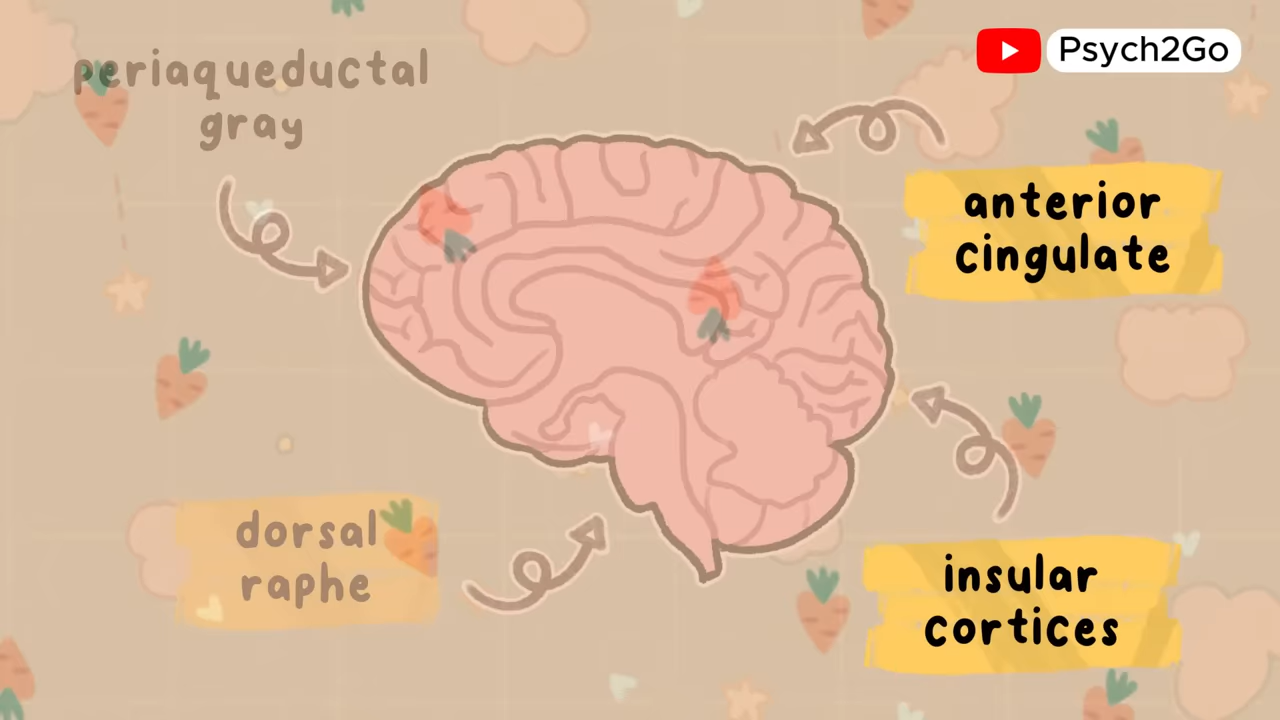 periaqueductal
gray
Psych2Go
anterior
cingulate
dorsal
raphe
insular
cortices